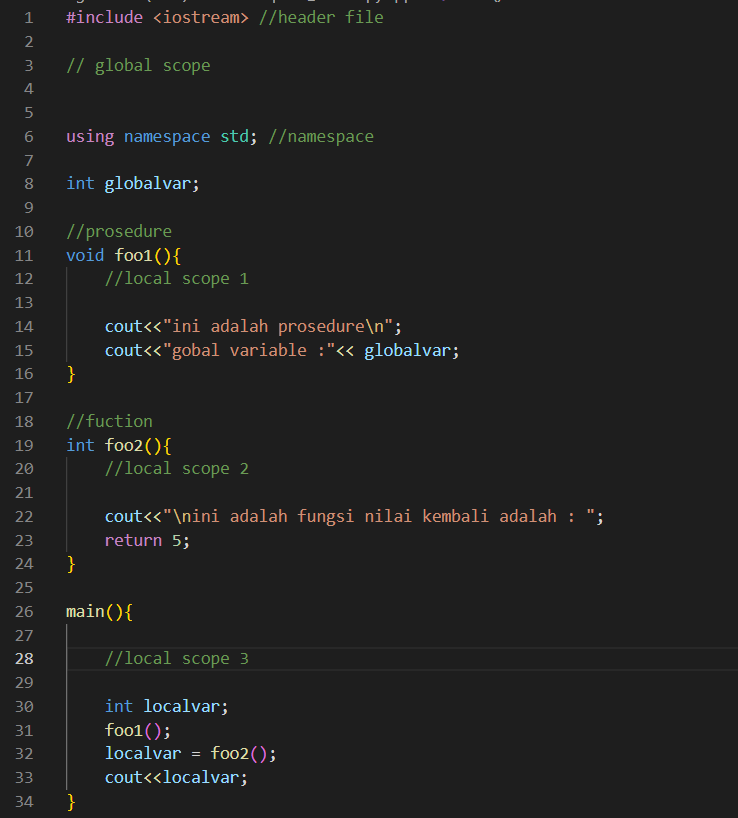 1 #include <iostream> //header file
2
3 // global scope
4
5
6 using namespace std; //namespace
7
8 int globalvar;
9
10 //prosedure
11 void foo1(){
12 //local scope 1
13
14 cout<<"ini adalah prosedure\n";
15 cout<<"gobal variable :"<< globalvar;
16 }
17
18 //fuction
19 int foo2(){
20 //local scope 2
21
22 cout<<"\nini adalah fungsi nilai kembali adalah : ";
23 return 5;
24 }
25
26 main(){
27
28 //local scope 3
29
30 int localvar;
31 foo1();
32 localvar = foo2();
33 cout<<localvar;
34 }